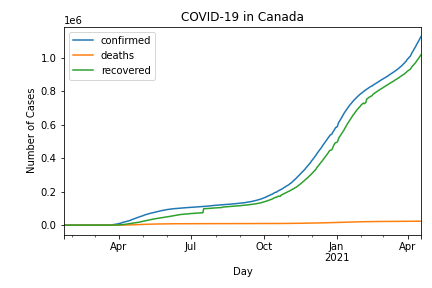 COVID-19 in Canada
1e6
confirmed
deaths
recovered
1.0
0.8
0.6
0.4
0.2
0.0
Number of Cases
Apr Jul Oct Jan Apr
2021
Day